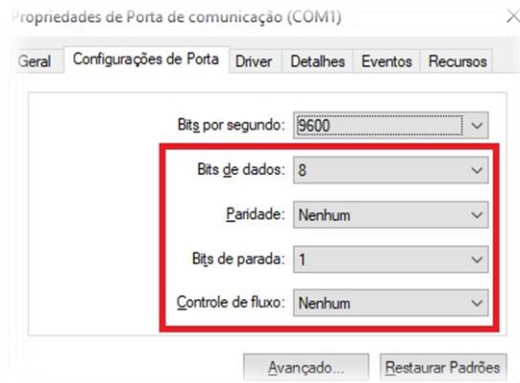 Propriedades de Porta de comunicação (COM1)
Geral Configurações de Porta Driver Detalhes Eventos Recursos
Bits por segundo: 9600
Bits de dados: 8
Paridade: Nenhum
Bits de parada: 1
Controle de fluxo: Nenhum
Avançado... Restaurar Padrões